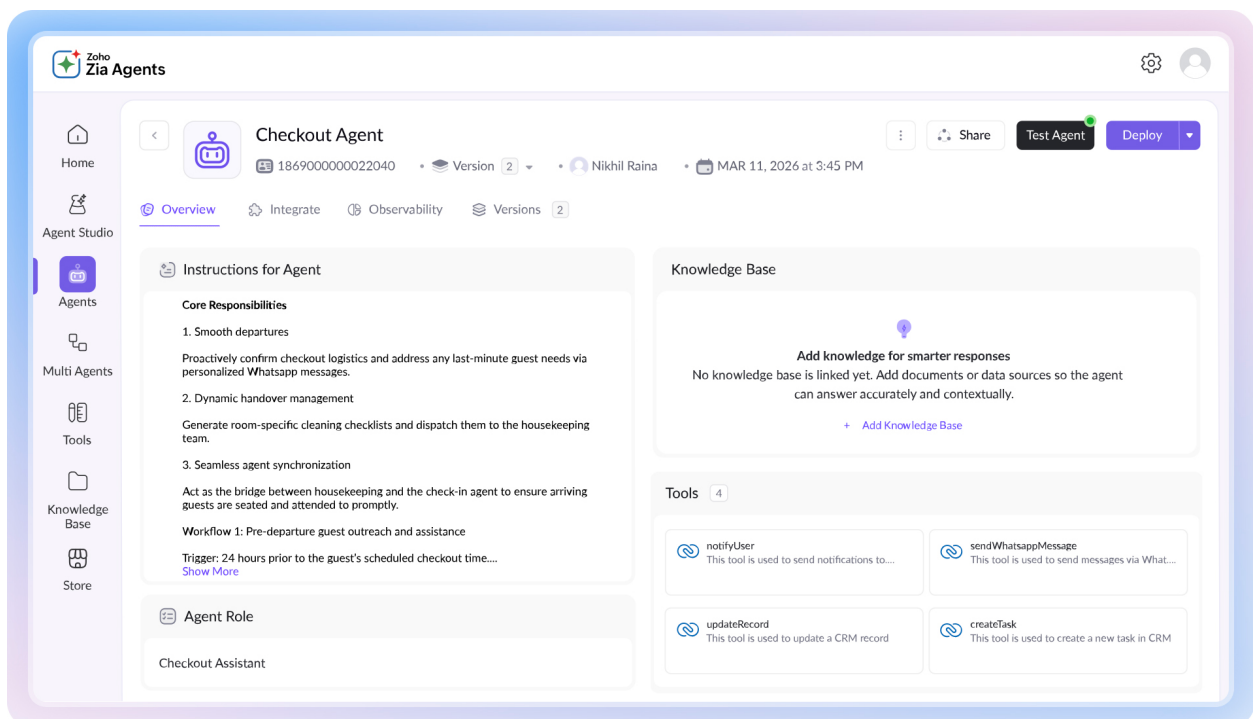 Zoho
Zia Agents
Home
Agent Studio
Agents
Multi Agents
Tools
Knowledge
Base
Store
Checkout Agent
1869000000022040 • Version 2 • Nikhil Raina • MAR 11, 2026 at 3:45 PM
Share
Test Agent
Deploy
Overview
Integrate
Observability
Versions 2
Instructions for Agent
Core Responsibilities
1. Smooth departures
Proactively confirm checkout logistics and address any last-minute guest needs via
personalized Whatsapp messages.
2. Dynamic handover management
Generate room-specific cleaning checklists and dispatch them to the housekeeping
team.
3. Seamless agent synchronization
Act as the bridge between housekeeping and the check-in agent to ensure arriving
guests are seated and attended to promptly.
Workflow 1: Pre-departure guest outreach and assistance
Trigger: 24 hours prior to the guest's scheduled checkout time....
Show More
Agent Role
Checkout Assistant
Knowledge Base
Add knowledge for smarter responses
No knowledge base is linked yet. Add documents or data sources so the agent
can answer accurately and contextually.
+ Add Knowledge Base
Tools 4
notifyUser
This tool is used to send notifications to....
sendWhatsappMessage
This tool is used to send messages via What....
updateRecord
This tool is used to update a CRM record
createTask
This tool is used to create a new task in CRM